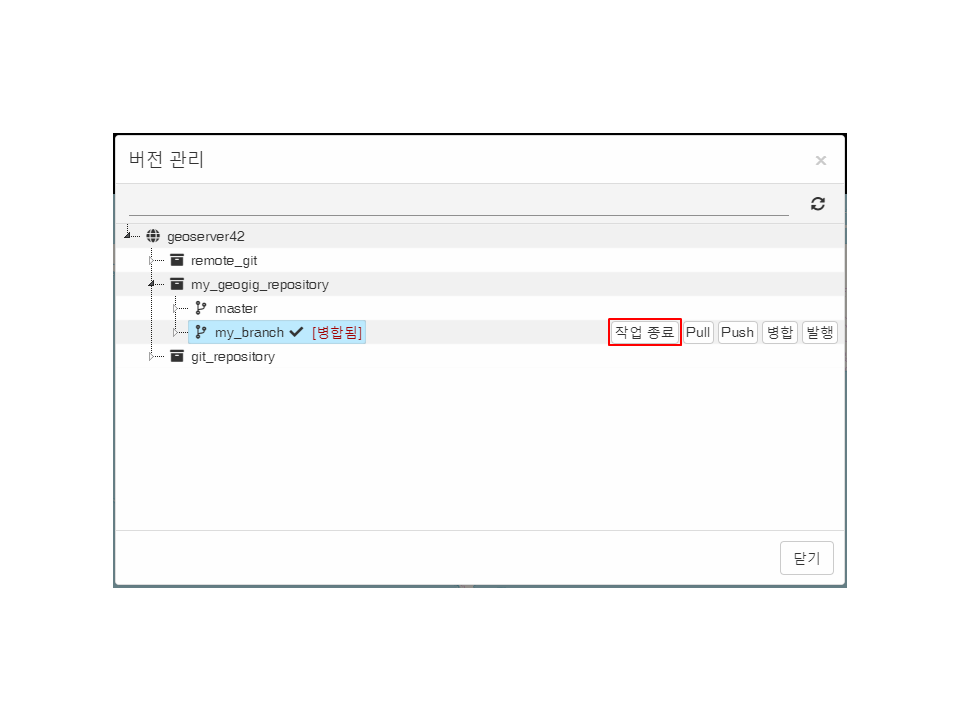 버전 관리 ×
geoserver42
remote_git
my_geogig_repository
master
my_branch [병합됨] 작업 종료 Pull Push 병합 발행
git_repository
닫기